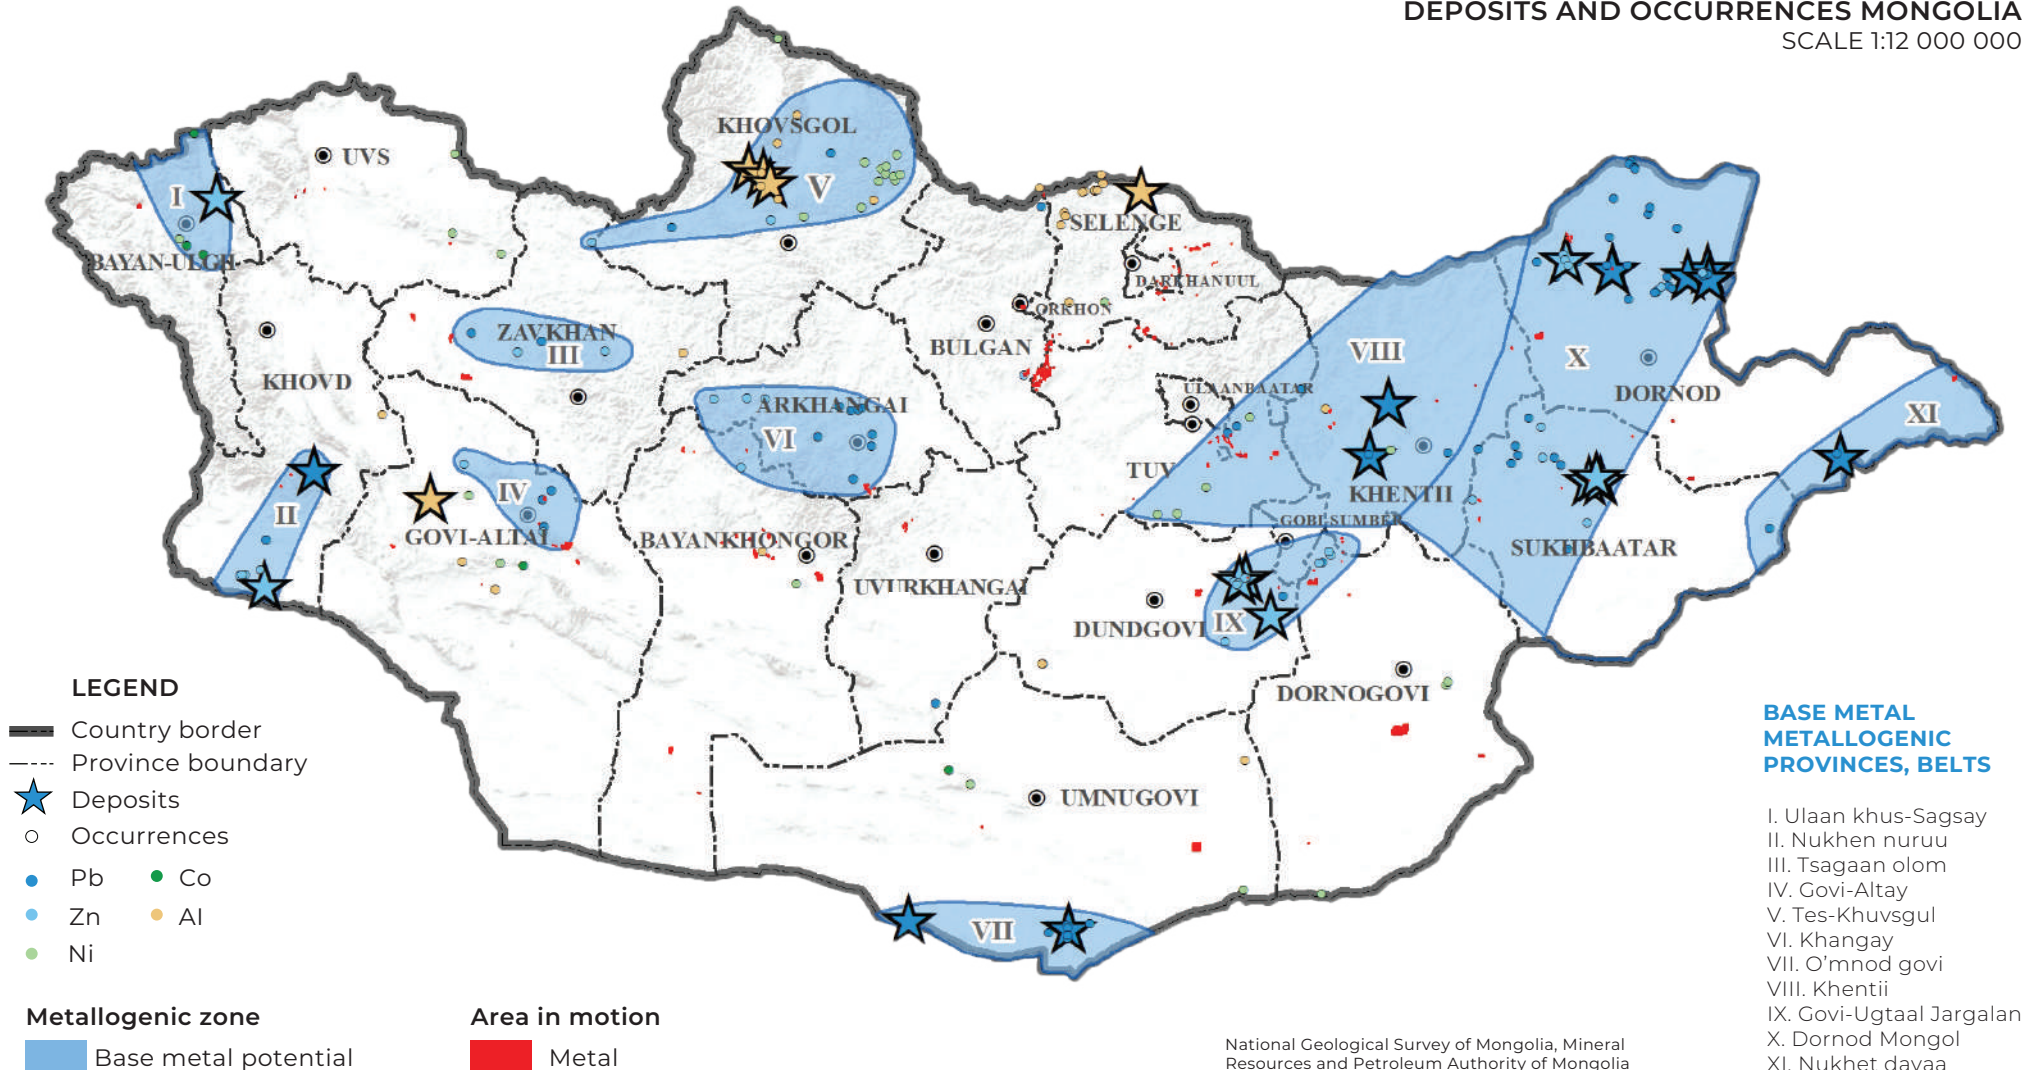 DEPOSITS AND OCCURRENCES MONGOLIA
SCALE 1:12 000 000
KHOVSGOL
UVS
I
V
SELENGE
BAYAN-ULGII
DARKHANUUL
ORKHON
ZAVKHAN
III
BULGAN
VIII
X
KHOVD
ULAANBAATAR
DORNOD
ARKHANGAI
VI
XI
TUV
IV
KHENTII
II
GOBI SUMBER
GOVI-ALTAI
BAYANKHONGOR
SUKHBAATAR
UVURKHANGAI
IX
DUNDGOVI
DORNOGOVI
UMNUGOVI
VII
LEGEND
Country border
Province boundary
Deposits
Occurrences
Pb Co
Zn Al
Ni
Metallogenic zone
Base metal potential
Area in motion
Metal
BASE METAL
METALLOGENIC
PROVINCES, BELTS
I. Ulaan khus-Sagsay
II. Nukhen nuruu
III. Tsagaan olom
IV. Govi-Altay
V. Tes-Khuvsgul
VI. Khangay
VII. O'mnod govi
VIII. Khentii
IX. Govi-Ugtaal Jargalan
X. Dornod Mongol
XI. Nukhet davaa
National Geological Survey of Mongolia, Mineral
Resources and Petroleum Authority of Mongolia